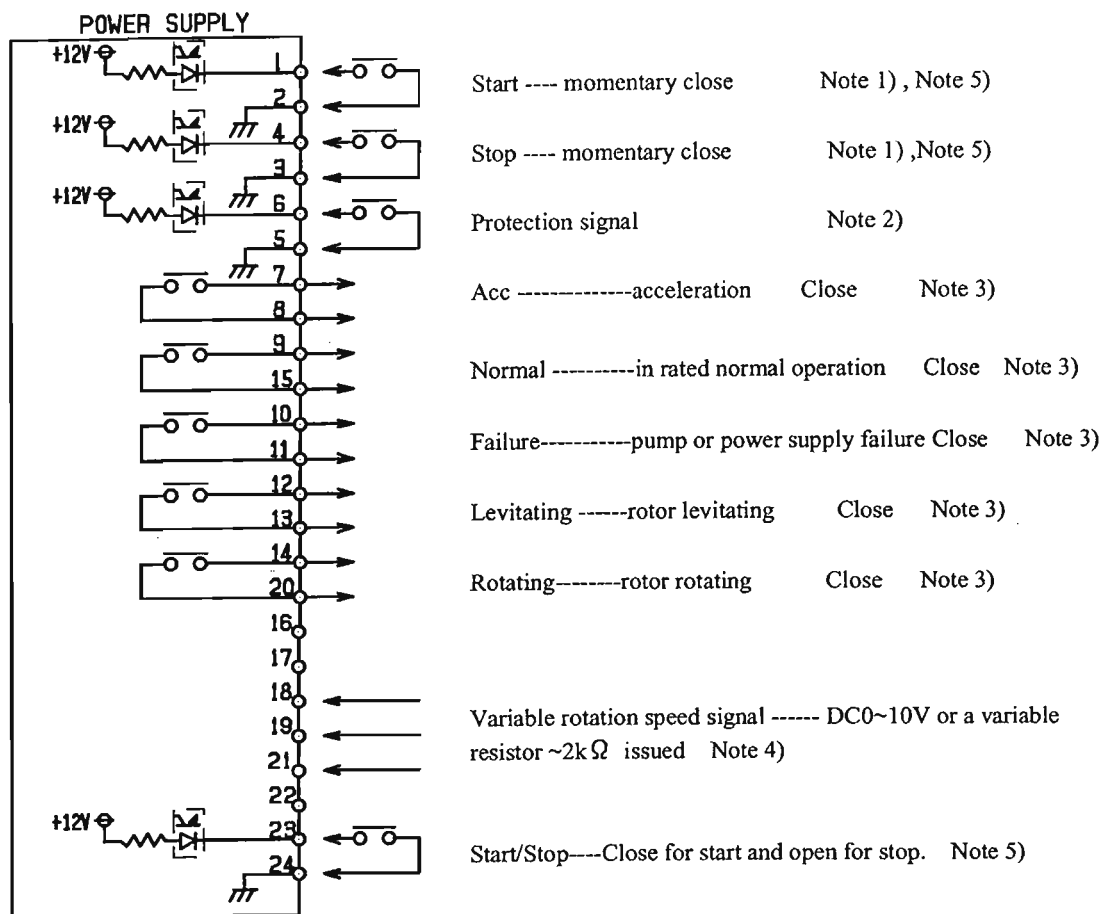 POWER SUPPLY
+12V
1
Start ---- momentary close Note 1) , Note 5)
2
+12V
4
Stop ---- momentary close Note 1) ,Note 5)
3
+12V
6
Protection signal Note 2)
5
7
Acc --------------acceleration Close Note 3)
8
9
Normal ----------in rated normal operation Close Note 3)
15
10
Failure-----------pump or power supply failure Close Note 3)
11
12
Levitating ------rotor levitating Close Note 3)
13
14
Rotating---------rotor rotating Close Note 3)
20
16
17
18
Variable rotation speed signal ------ DC0~10V or a variable
19
resistor ~2kΩ issued Note 4)
21
22
+12V
23
Start/Stop----Close for start and open for stop. Note 5)
24